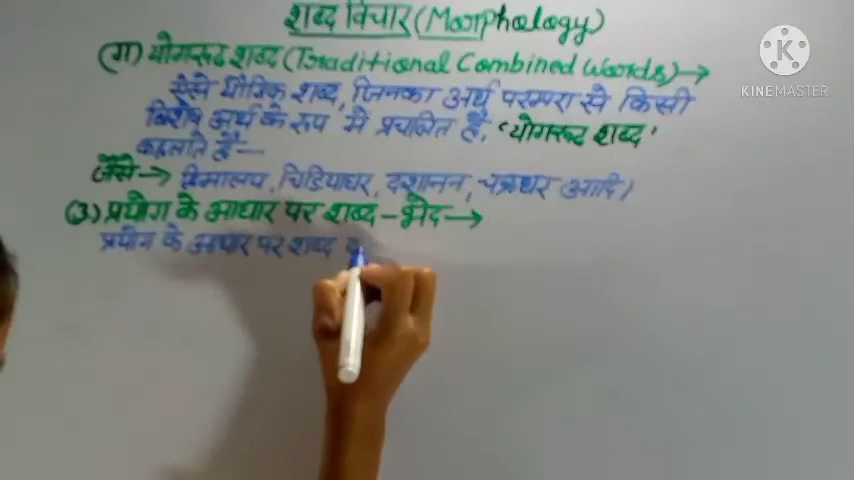 शब्द विचार (Morphology)
(ग) योगरूढ़ शब्द (Traditional Combined Words) →
ऐसे यौगिक शब्द, जिनका अर्थ परम्परा से किसी
विशेष अर्थ के रूप में प्रचलित है, 'योगरूढ़ शब्द'
कहलाते हैं —
जैसे → हिमालय, चिड़ियाघर, दशानन, चक्रधर आदि।
(3) प्रयोग के आधार पर शब्द - भेद →
प्रयोग के आधार पर शब्द
KINEMASTER